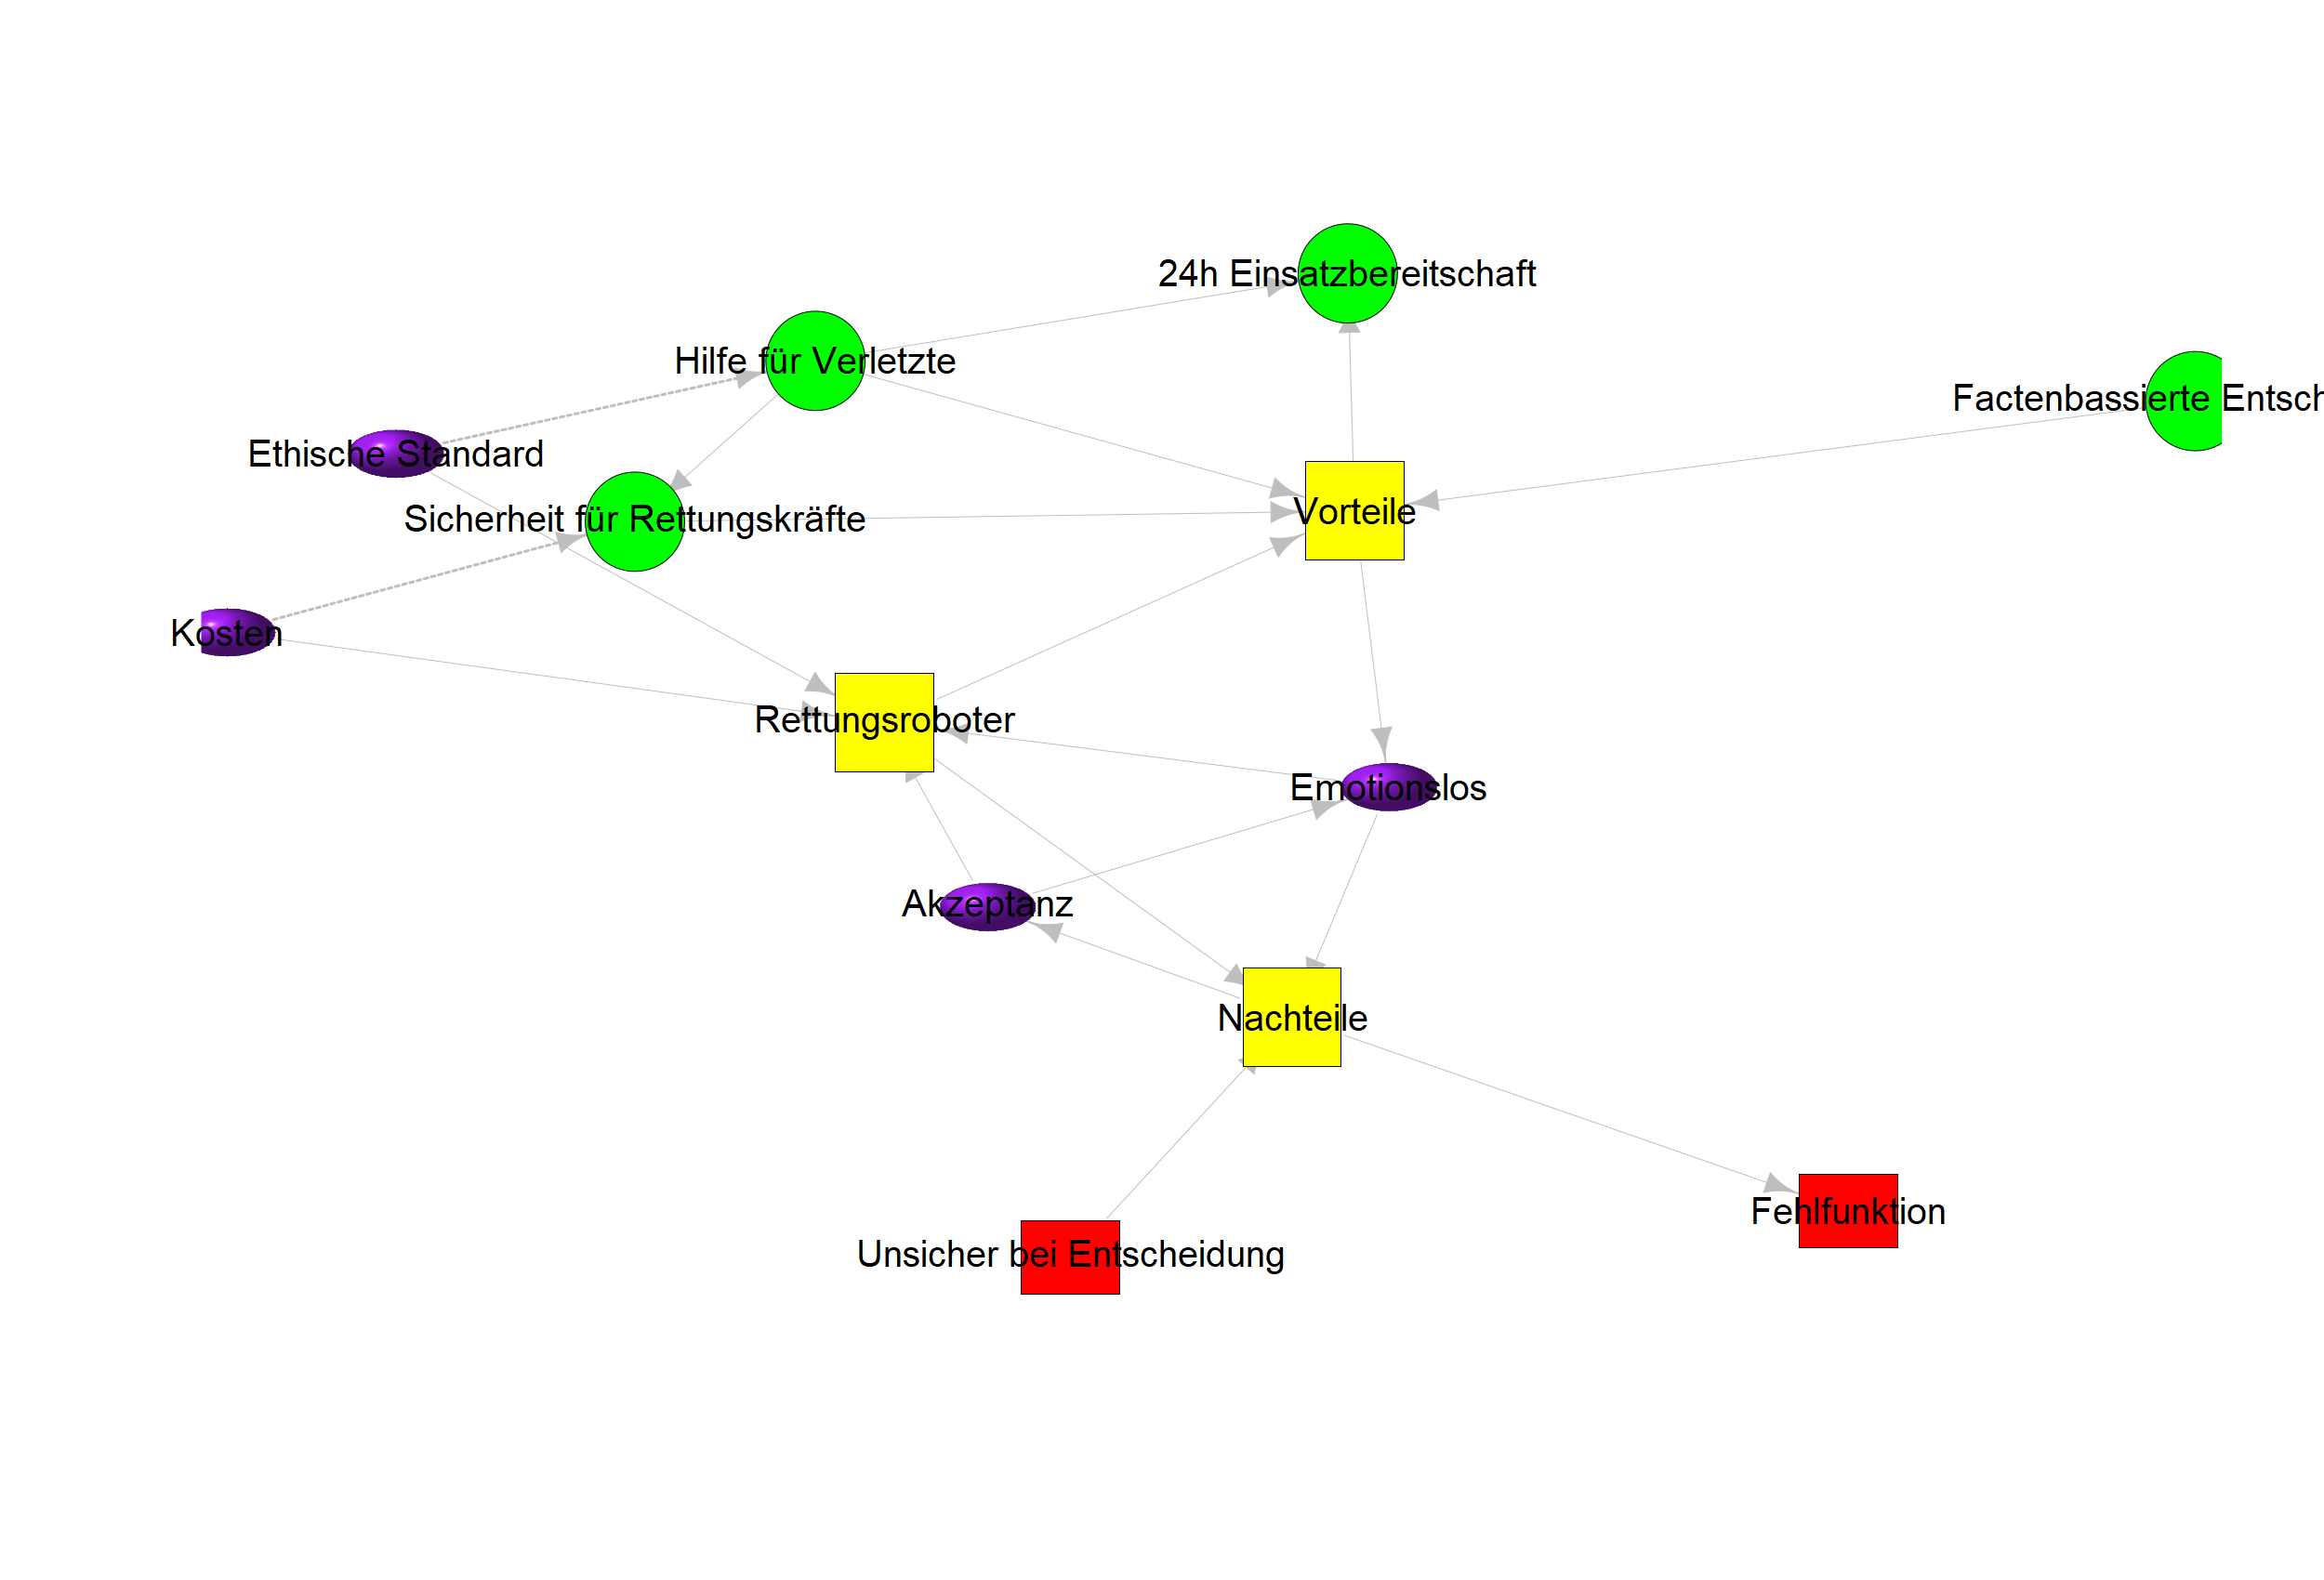 24h Einsatzbereitschaft
Hilfe für Verletzte
Factenbassierte Entsch
Ethische Standard
Vorteile
Sicherheit für Rettungskräfte
Kosten
Rettungsroboter
Emotionslos
Akzeptanz
Nachteile
Fehlfunktion
Unsicher bei Entscheidung